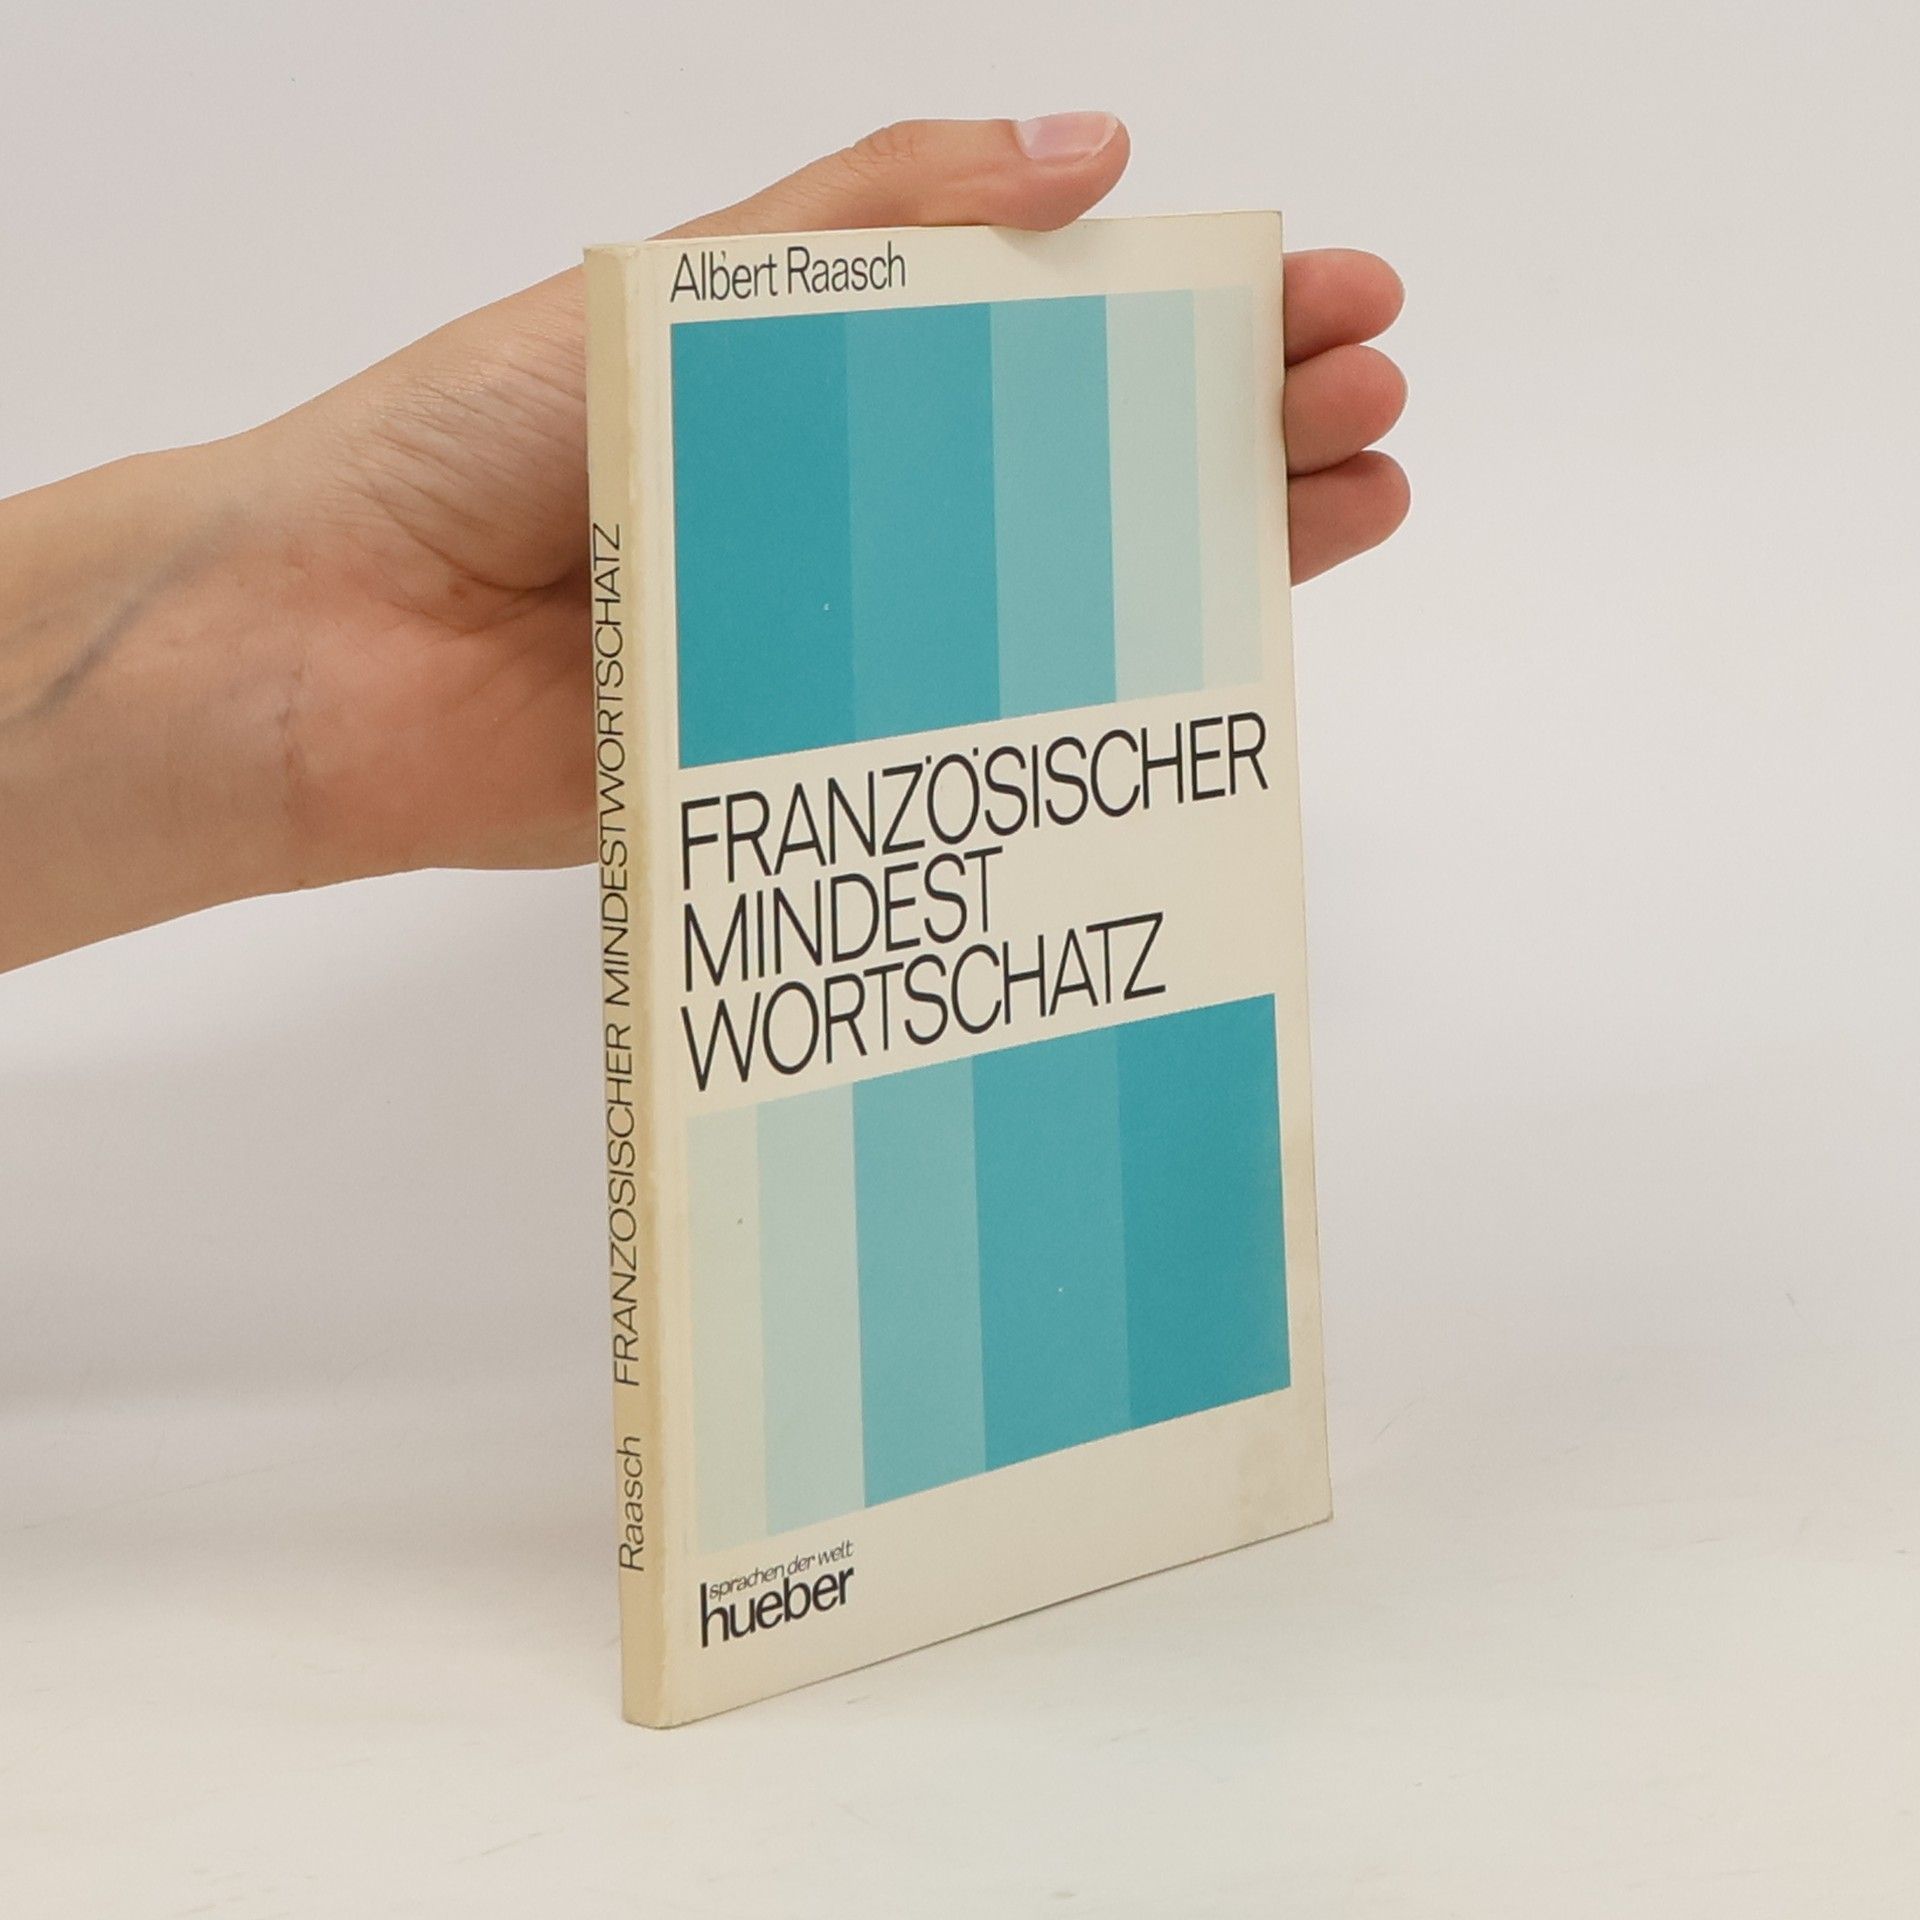 Albert Raasch
FRANZÖSISCHER
MINDEST
WORTSCHATZ
sprachen der welt
hueber
Raasch FRANZÖSISCHER MINDESTWORTSCHATZ